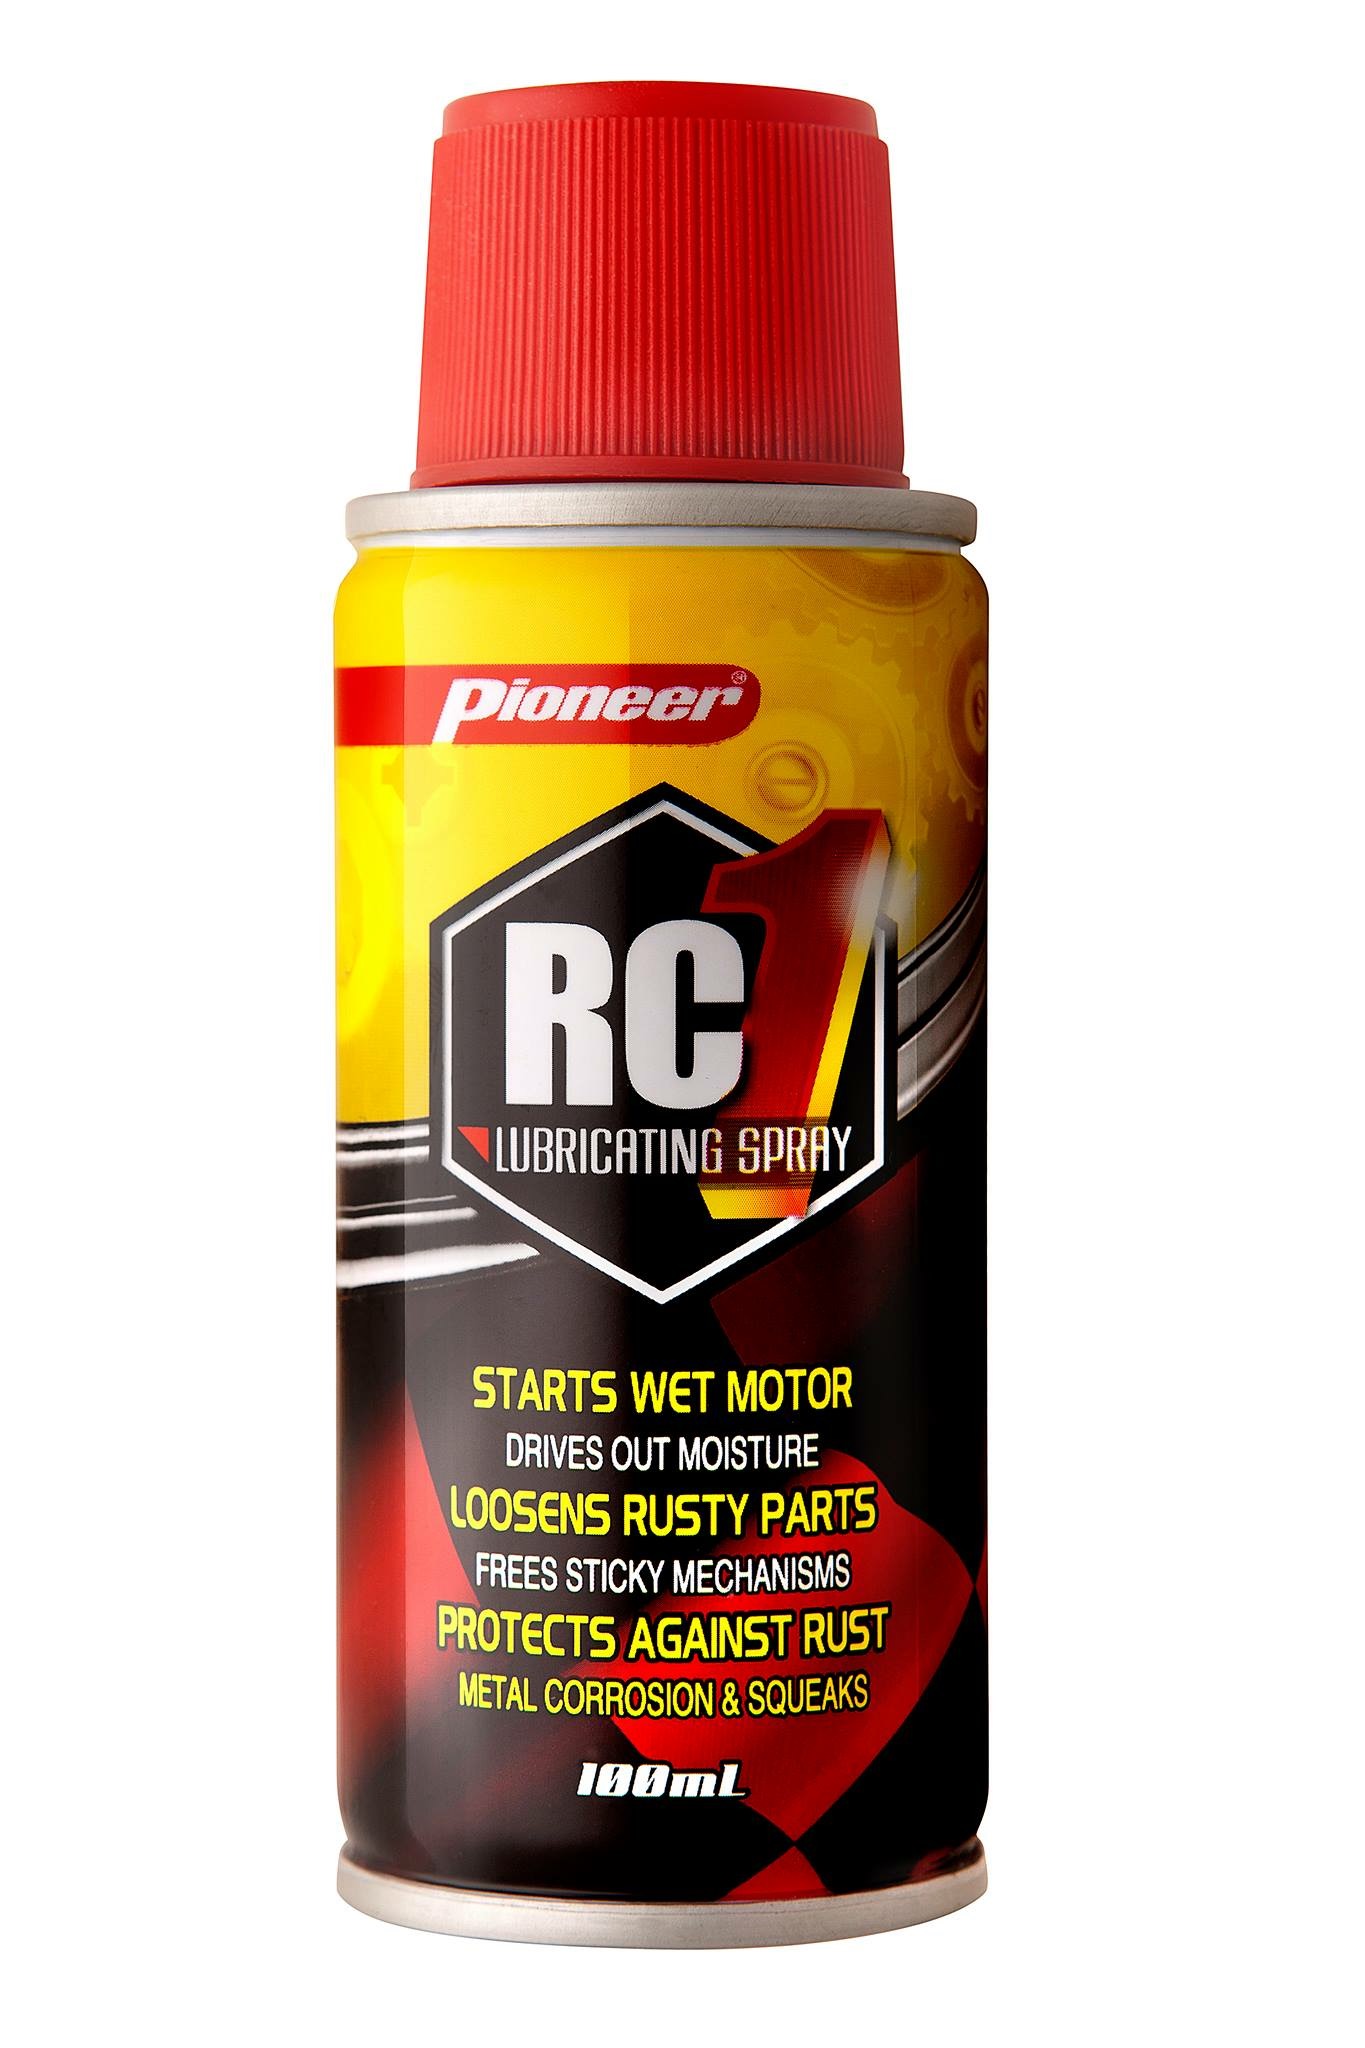 Pioneer®
RC1
LUBRICATING SPRAY
STARTS WET MOTOR
DRIVES OUT MOISTURE
LOOSENS RUSTY PARTS
FREES STICKY MECHANISMS
PROTECTS AGAINST RUST
METAL CORROSION & SQUEAKS
100mL